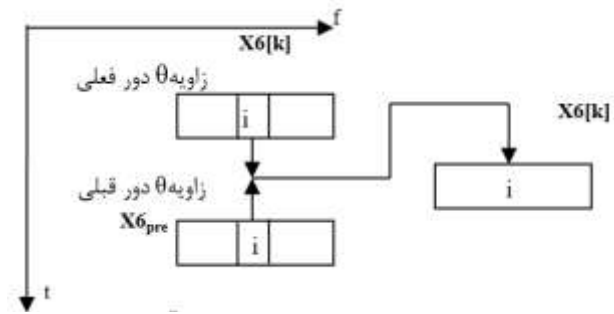 f
X6[k]
زاویهθ دور فعلی
i
X6[k]
i
زاویهθ دور قبلی
X6pre
i
t